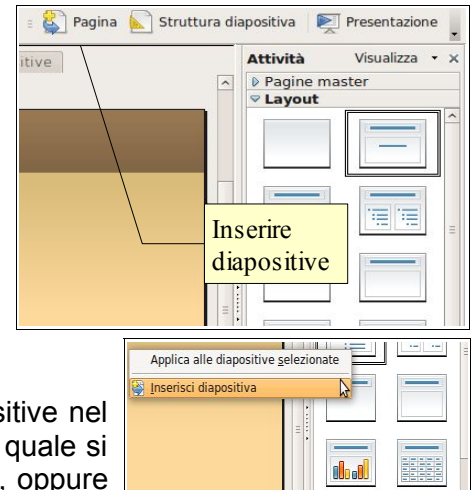 Pagina Struttura diapositiva Presentazione
itive
Attività Visualizza
Pagine master
Layout
Inserire
diapositive
Applica alle diapositive selezionate
Inserisci diapositiva
sitive nel
quale si
, oppure